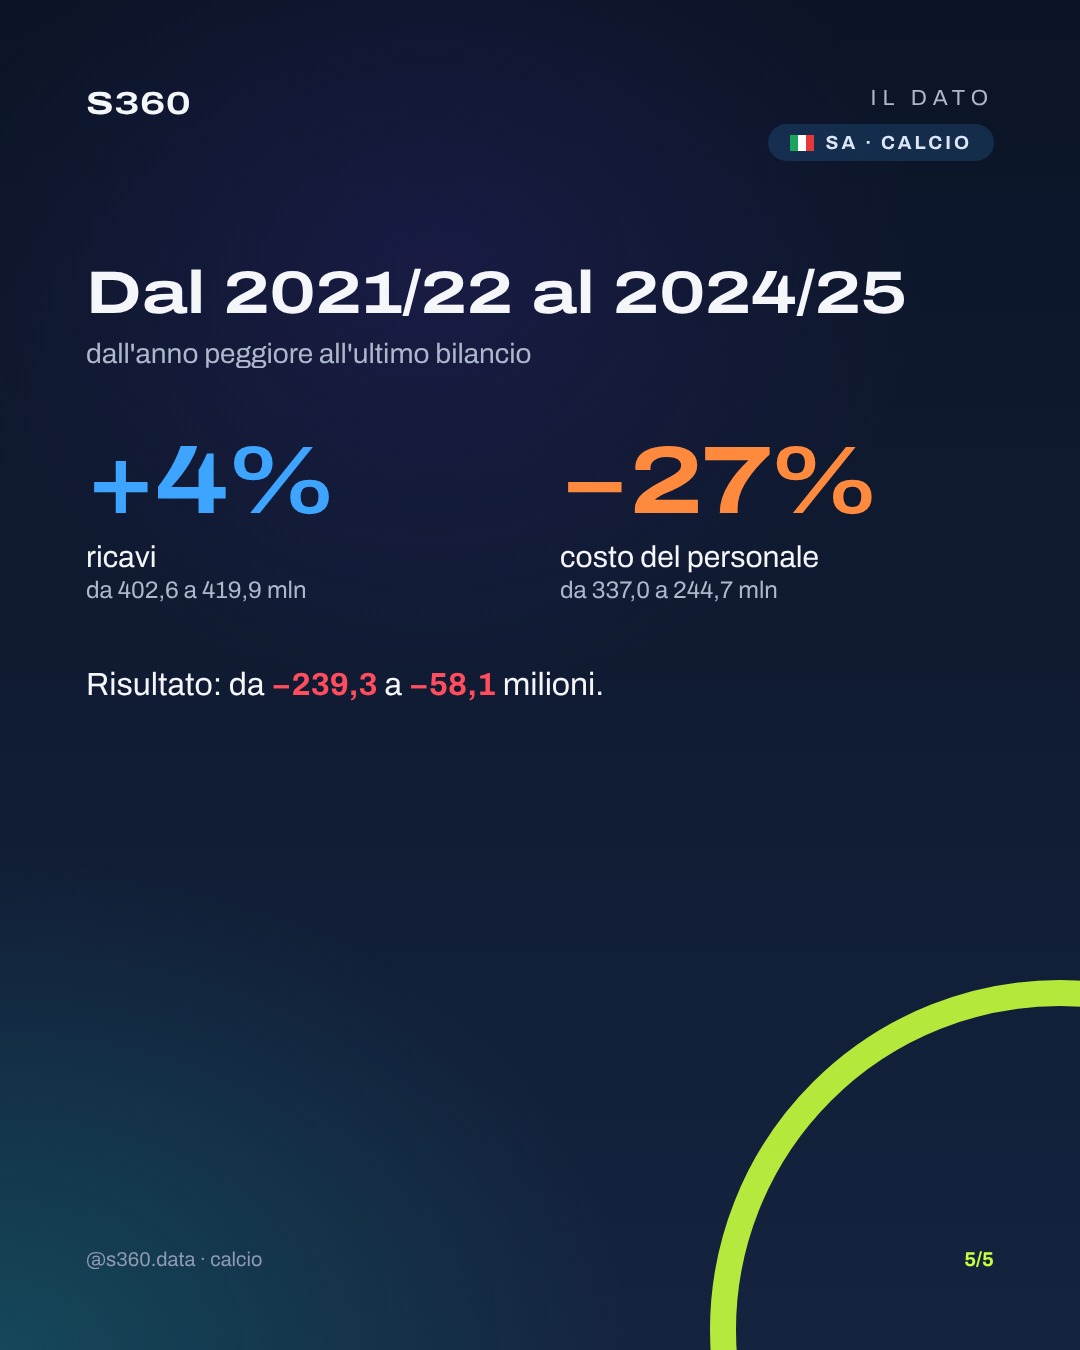 S360
IL DATO
SA · CALCIO
Dal 2021/22 al 2024/25
dall'anno peggiore all'ultimo bilancio
+4%
ricavi
da 402,6 a 419,9 mln
–27%
costo del personale
da 337,0 a 244,7 mln
Risultato: da –239,3 a –58,1 milioni.
@s360.data · calcio
5/5